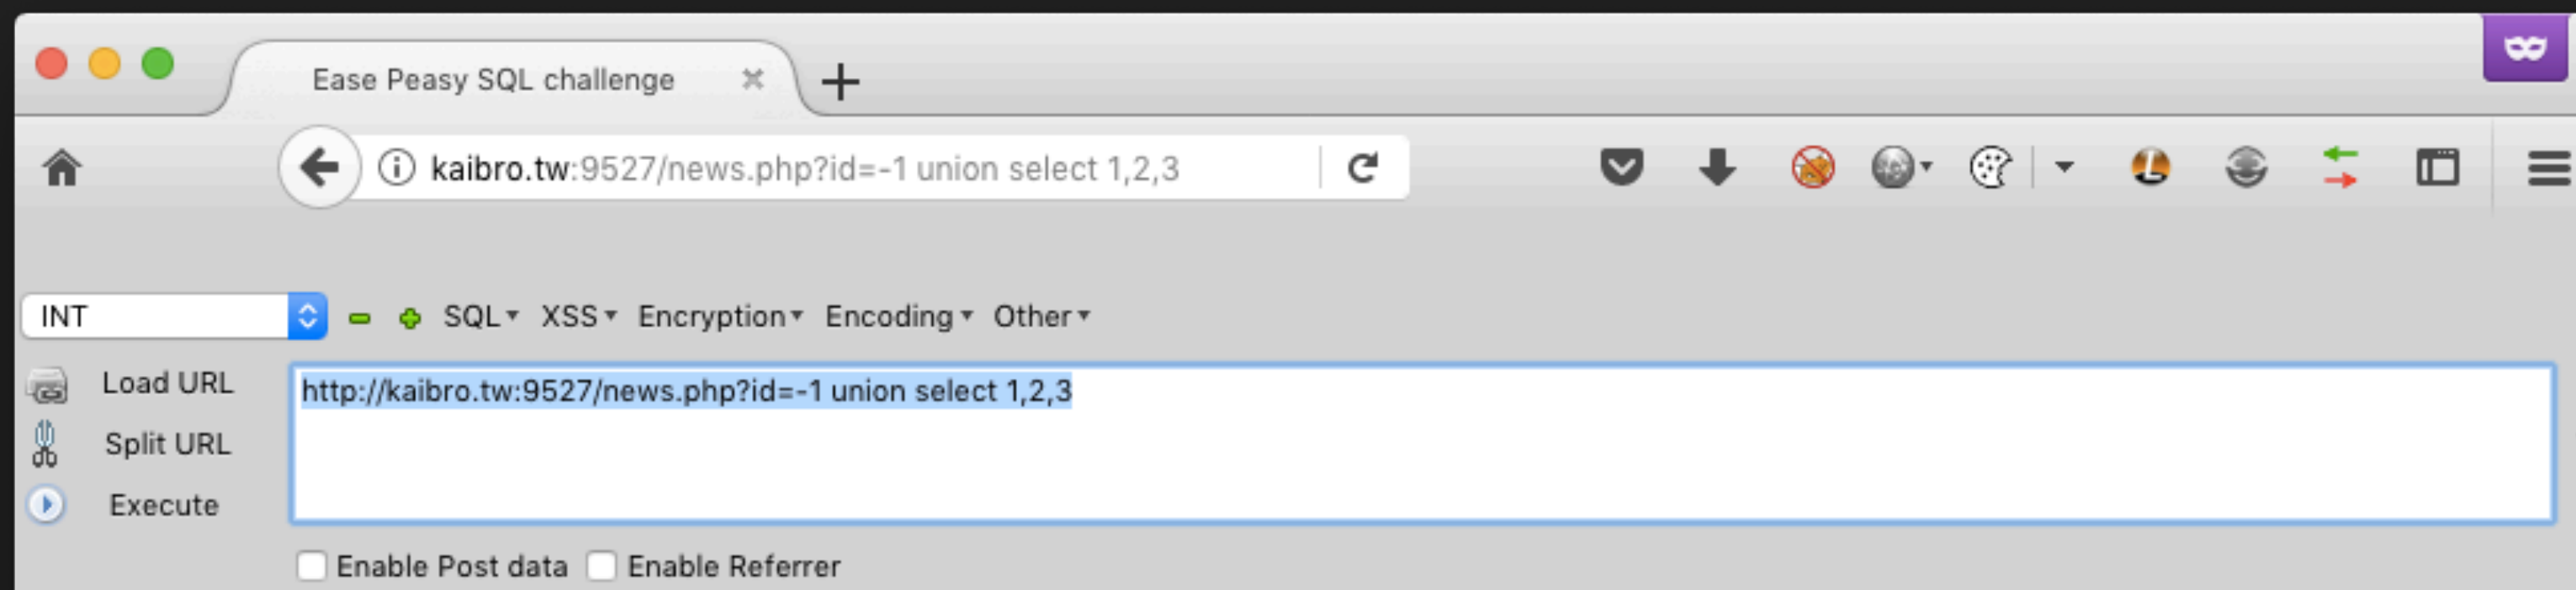 Ease Peasy SQL challenge
kaibro.tw:9527/news.php?id=-1 union select 1,2,3
INT SQL XSS Encryption Encoding Other
Load URL
http://kaibro.tw:9527/news.php?id=-1 union select 1,2,3
Split URL
Execute
Enable Post data Enable Referrer